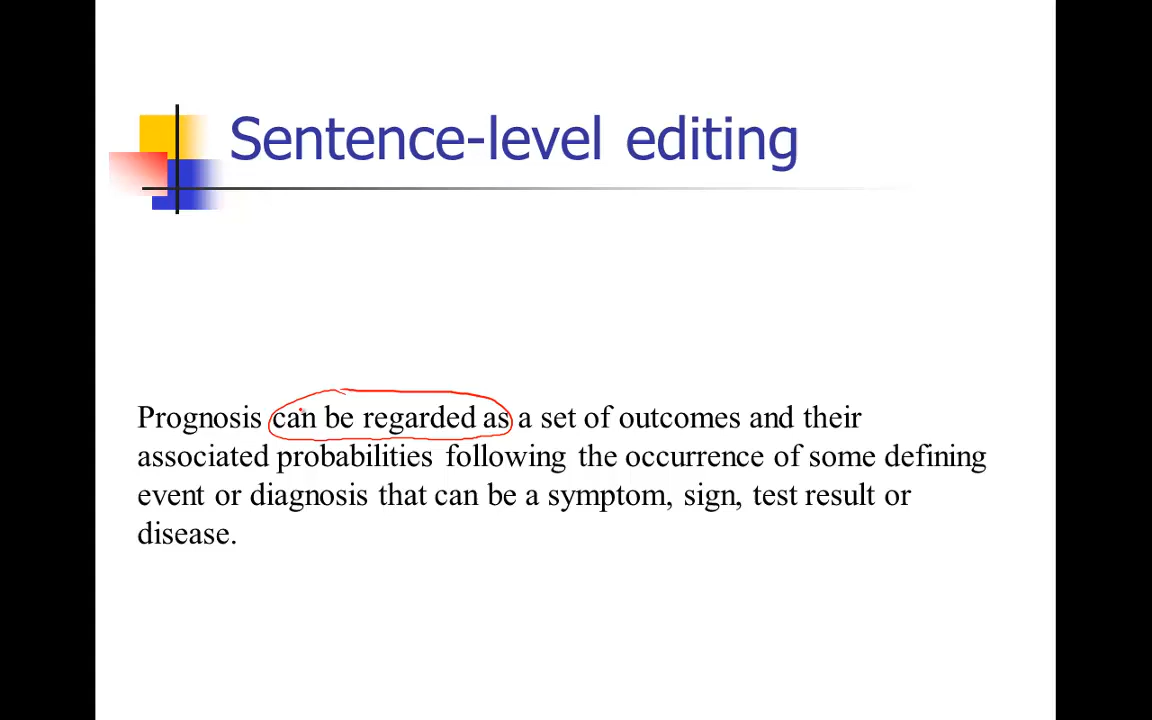 Sentence-level editing
Prognosis can be regarded as a set of outcomes and their
associated probabilities following the occurrence of some defining
event or diagnosis that can be a symptom, sign, test result or
disease.